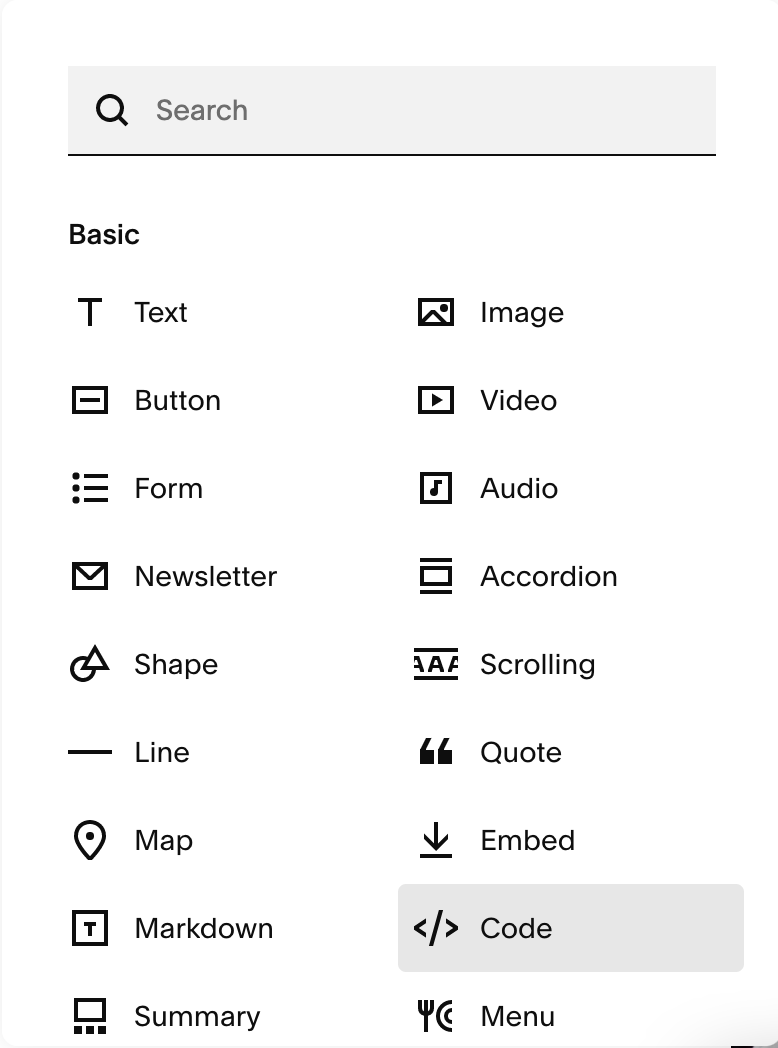 Search
Basic
Text
Image
Button
Video
Form
Audio
Newsletter
Accordion
Shape
Scrolling
Line
Quote
Map
Embed
Markdown
Code
Summary
Menu